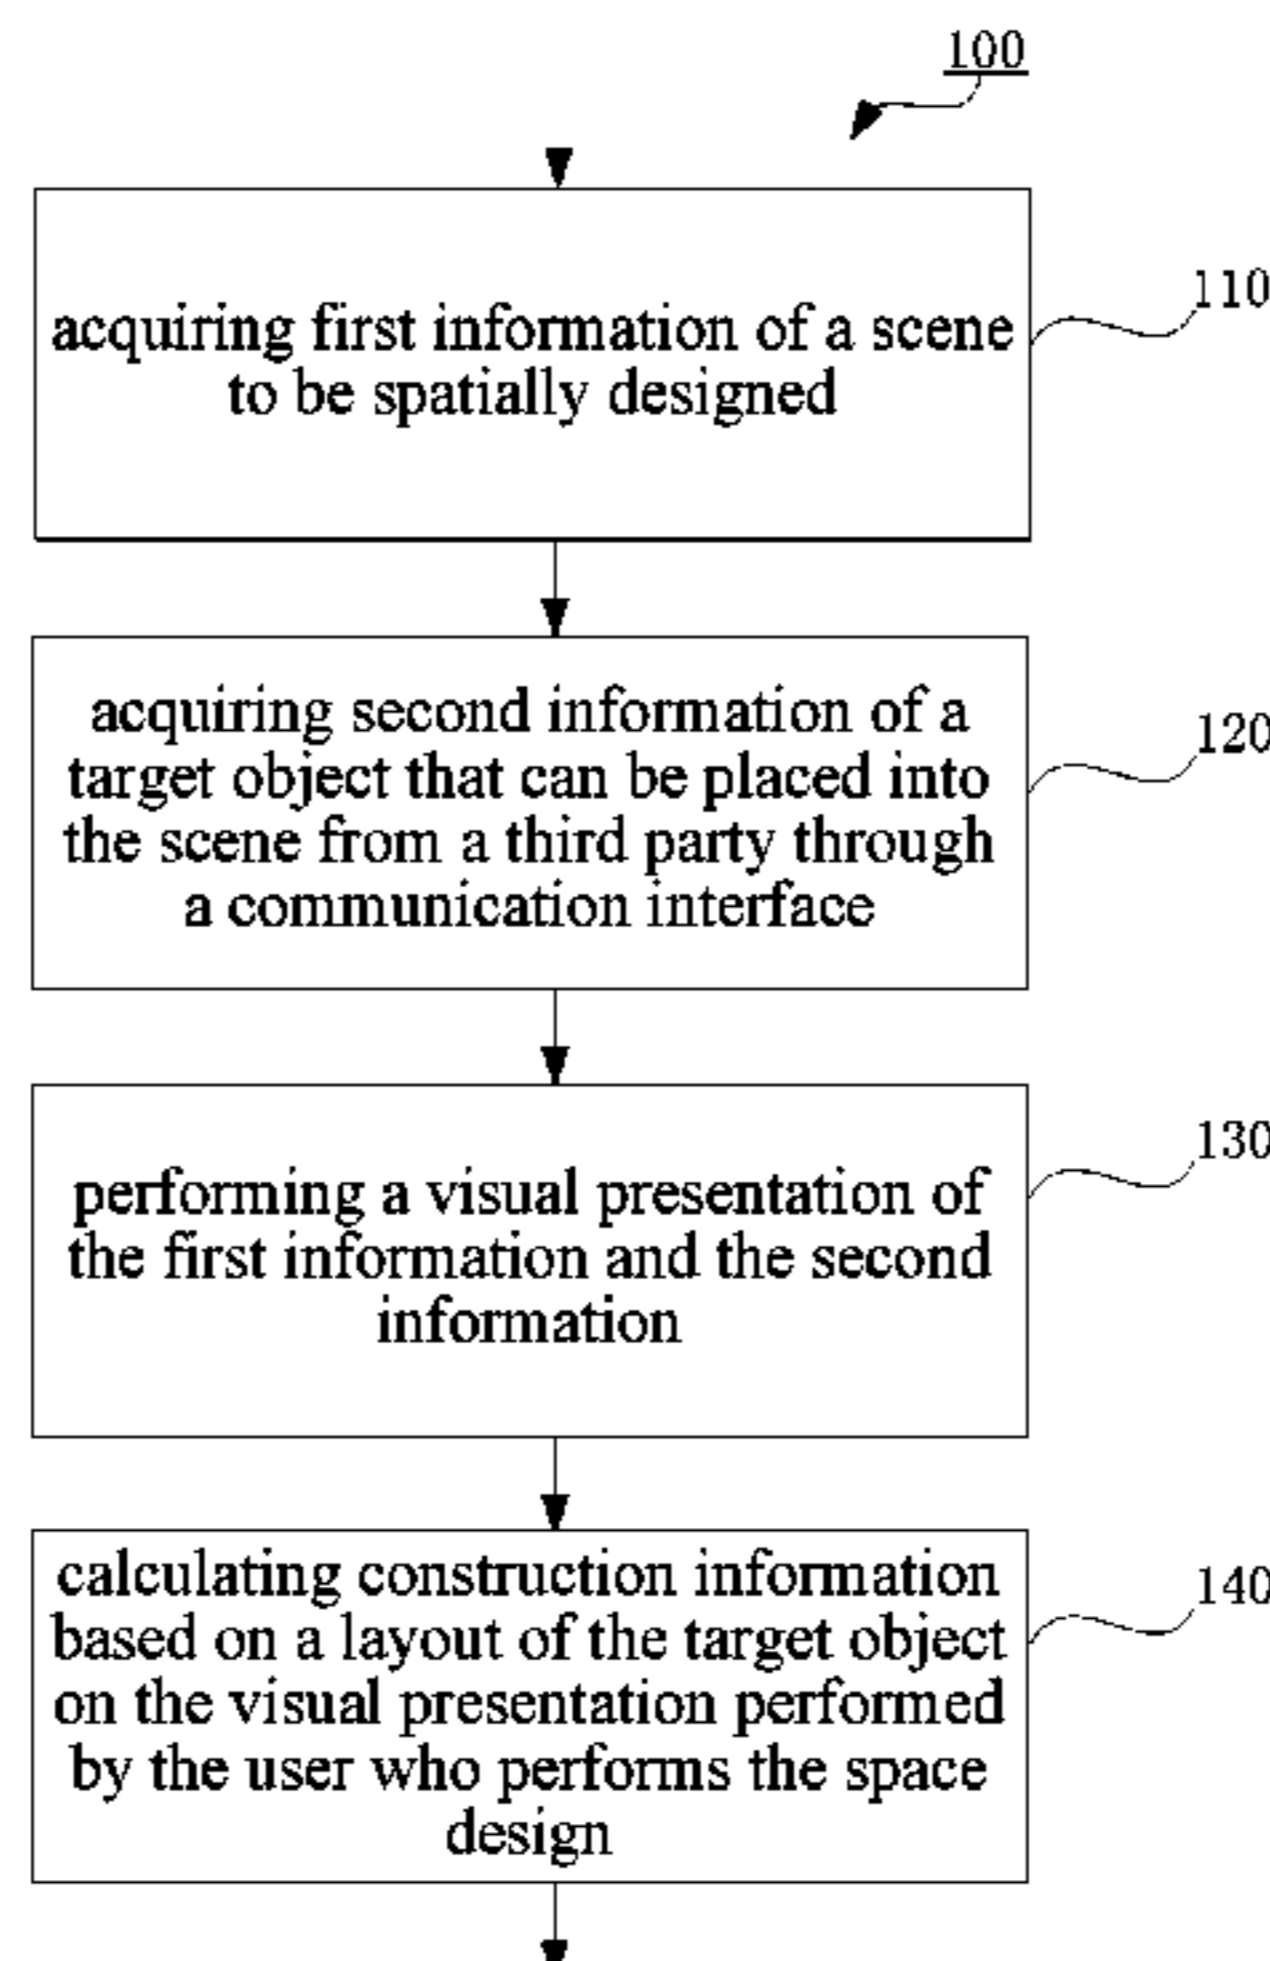 100
acquiring first information of a scene
to be spatially designed
110
acquiring second information of a
target object that can be placed into
the scene from a third party through
a communication interface
120
performing a visual presentation of
the first information and the second
information
130
calculating construction information
based on a layout of the target object
on the visual presentation performed
by the user who performs the space
design
140